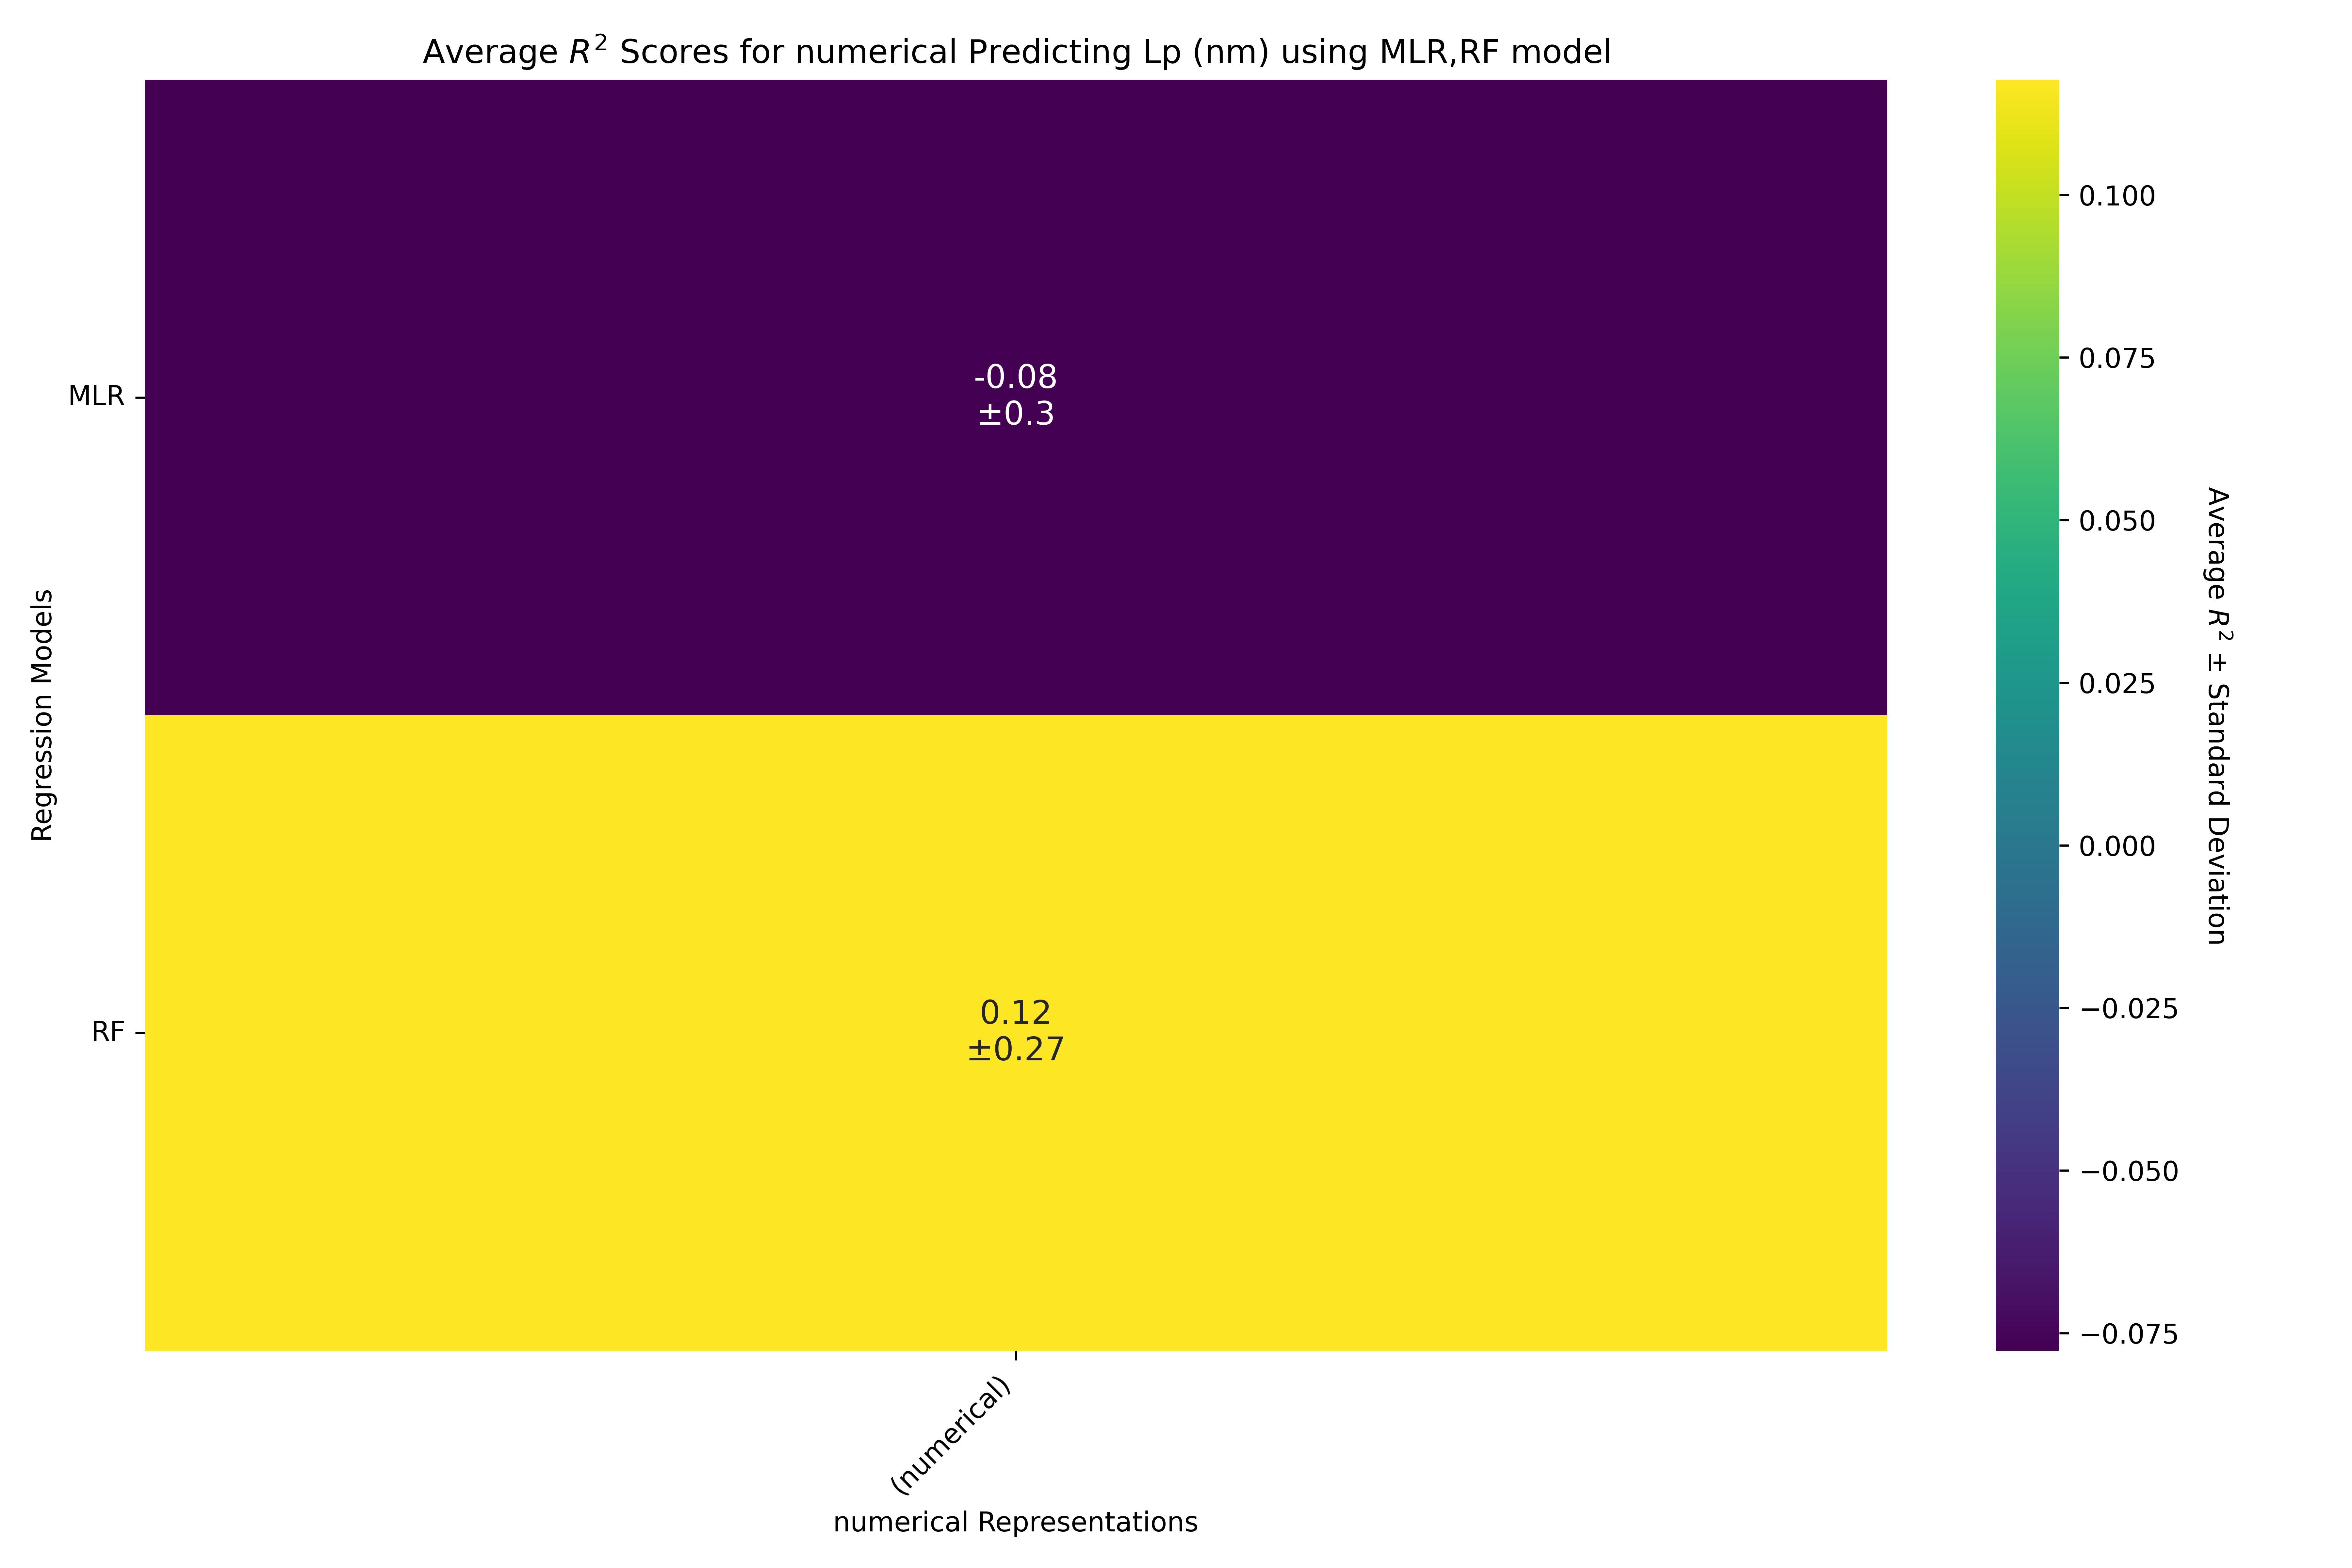 Average R² Scores for numerical Predicting Lp (nm) using MLR,RF model
Regression Models
MLR
RF
-0.08
±0.3
0.12
±0.27
(numerical)
numerical Representations
0.100
0.075
0.050
0.025
0.000
−0.025
−0.050
−0.075
Average R² ± Standard Deviation